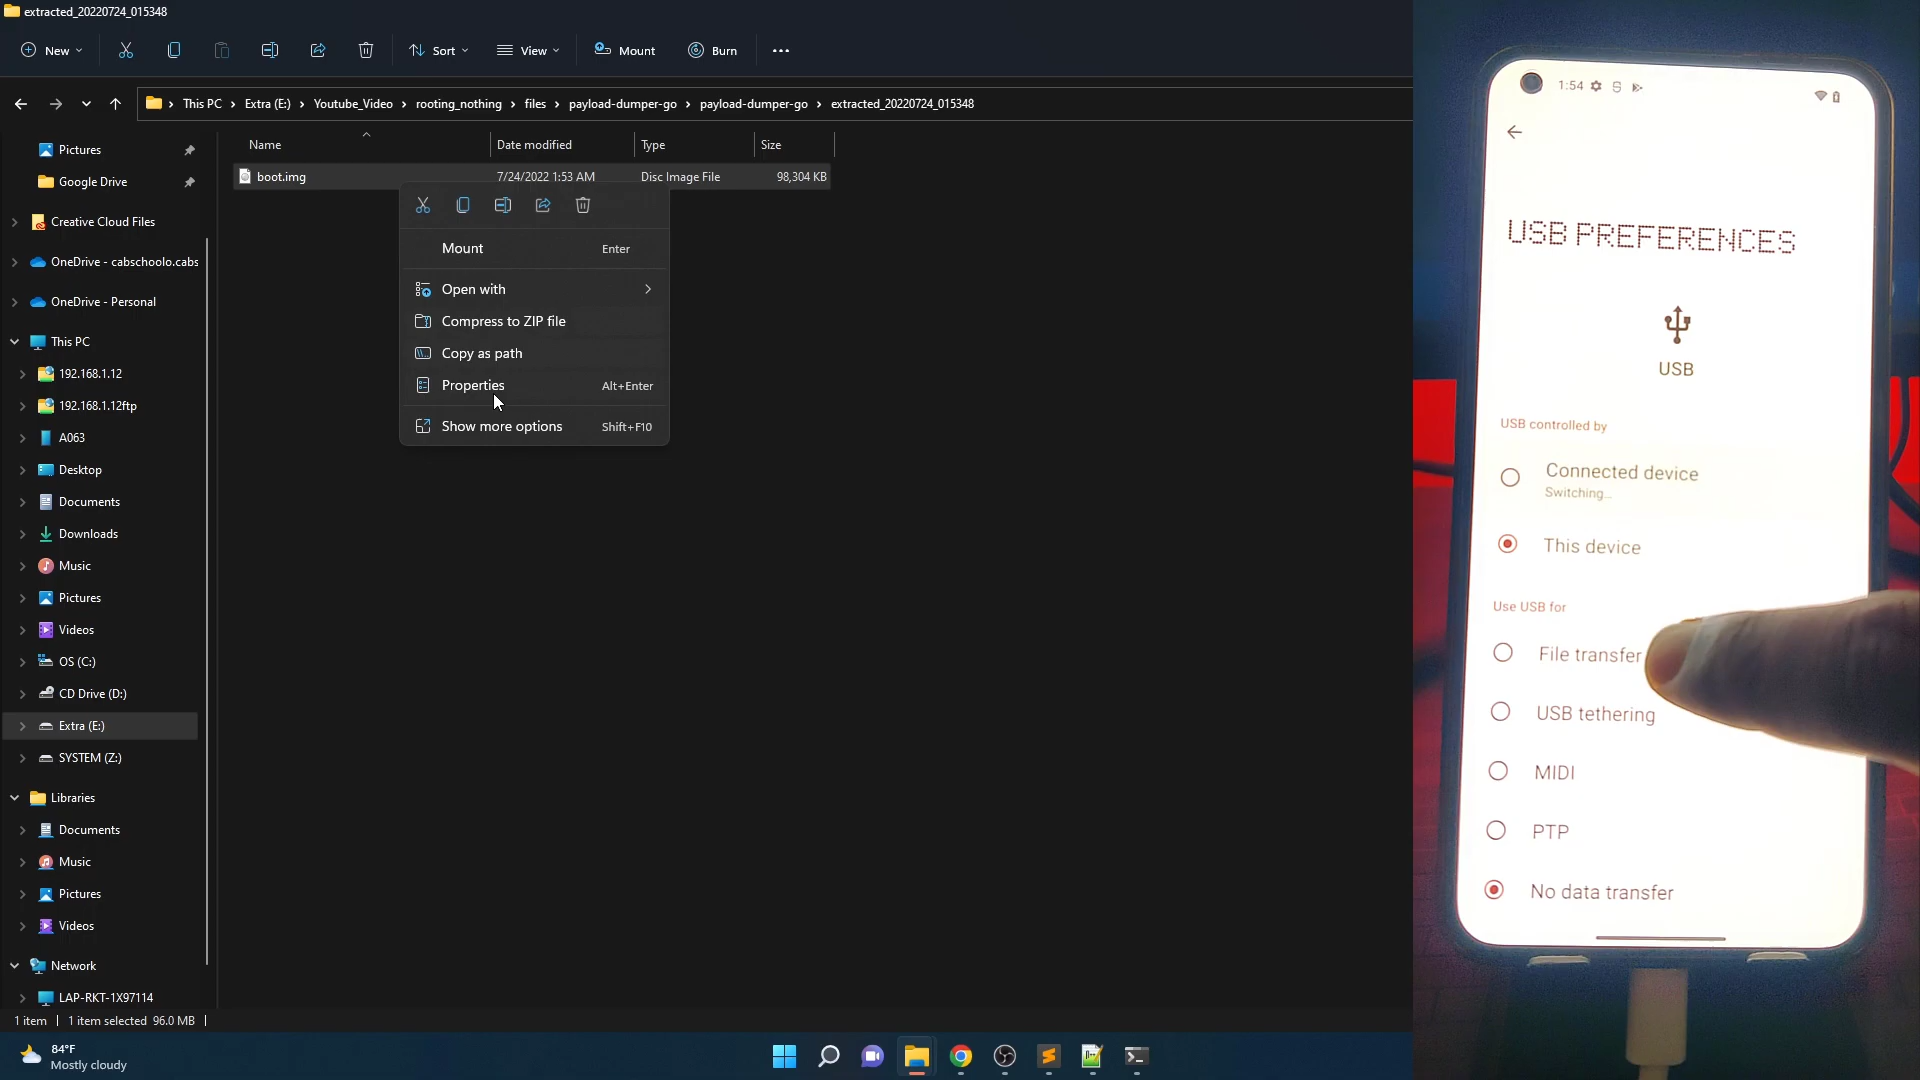 extracted_20220724_015348
New
Sort
View
Mount
Burn
This PC
Extra (E:)
Youtube_Video
rooting_nothing
files
payload-dumper-go
payload-dumper-go
extracted_20220724_015348
Name
Date modified
Type
Size
boot.img
7/24/2022 1:53 AM
Disc Image File
98,304 KB
Mount
Enter
Open with
Compress to ZIP file
Copy as path
Properties
Alt+Enter
Show more options
Shift+F10
Pictures
Google Drive
Creative Cloud Files
OneDrive - cabschoolo.cabs
OneDrive - Personal
This PC
192.168.1.12
192.168.1.12ftp
A063
Desktop
Documents
Downloads
Music
Pictures
Videos
OS (C:)
CD Drive (D:)
Extra (E:)
SYSTEM (Z:)
Libraries
Documents
Music
Pictures
Videos
Network
LAP-RKT-1X97114
1 item
1 item selected
96.0 MB
84°F
Mostly cloudy
1:54
USB PREFERENCES
USB
USB controlled by
Connected device
Switching...
This device
Use USB for
File transfer
USB tethering
MIDI
PTP
No data transfer